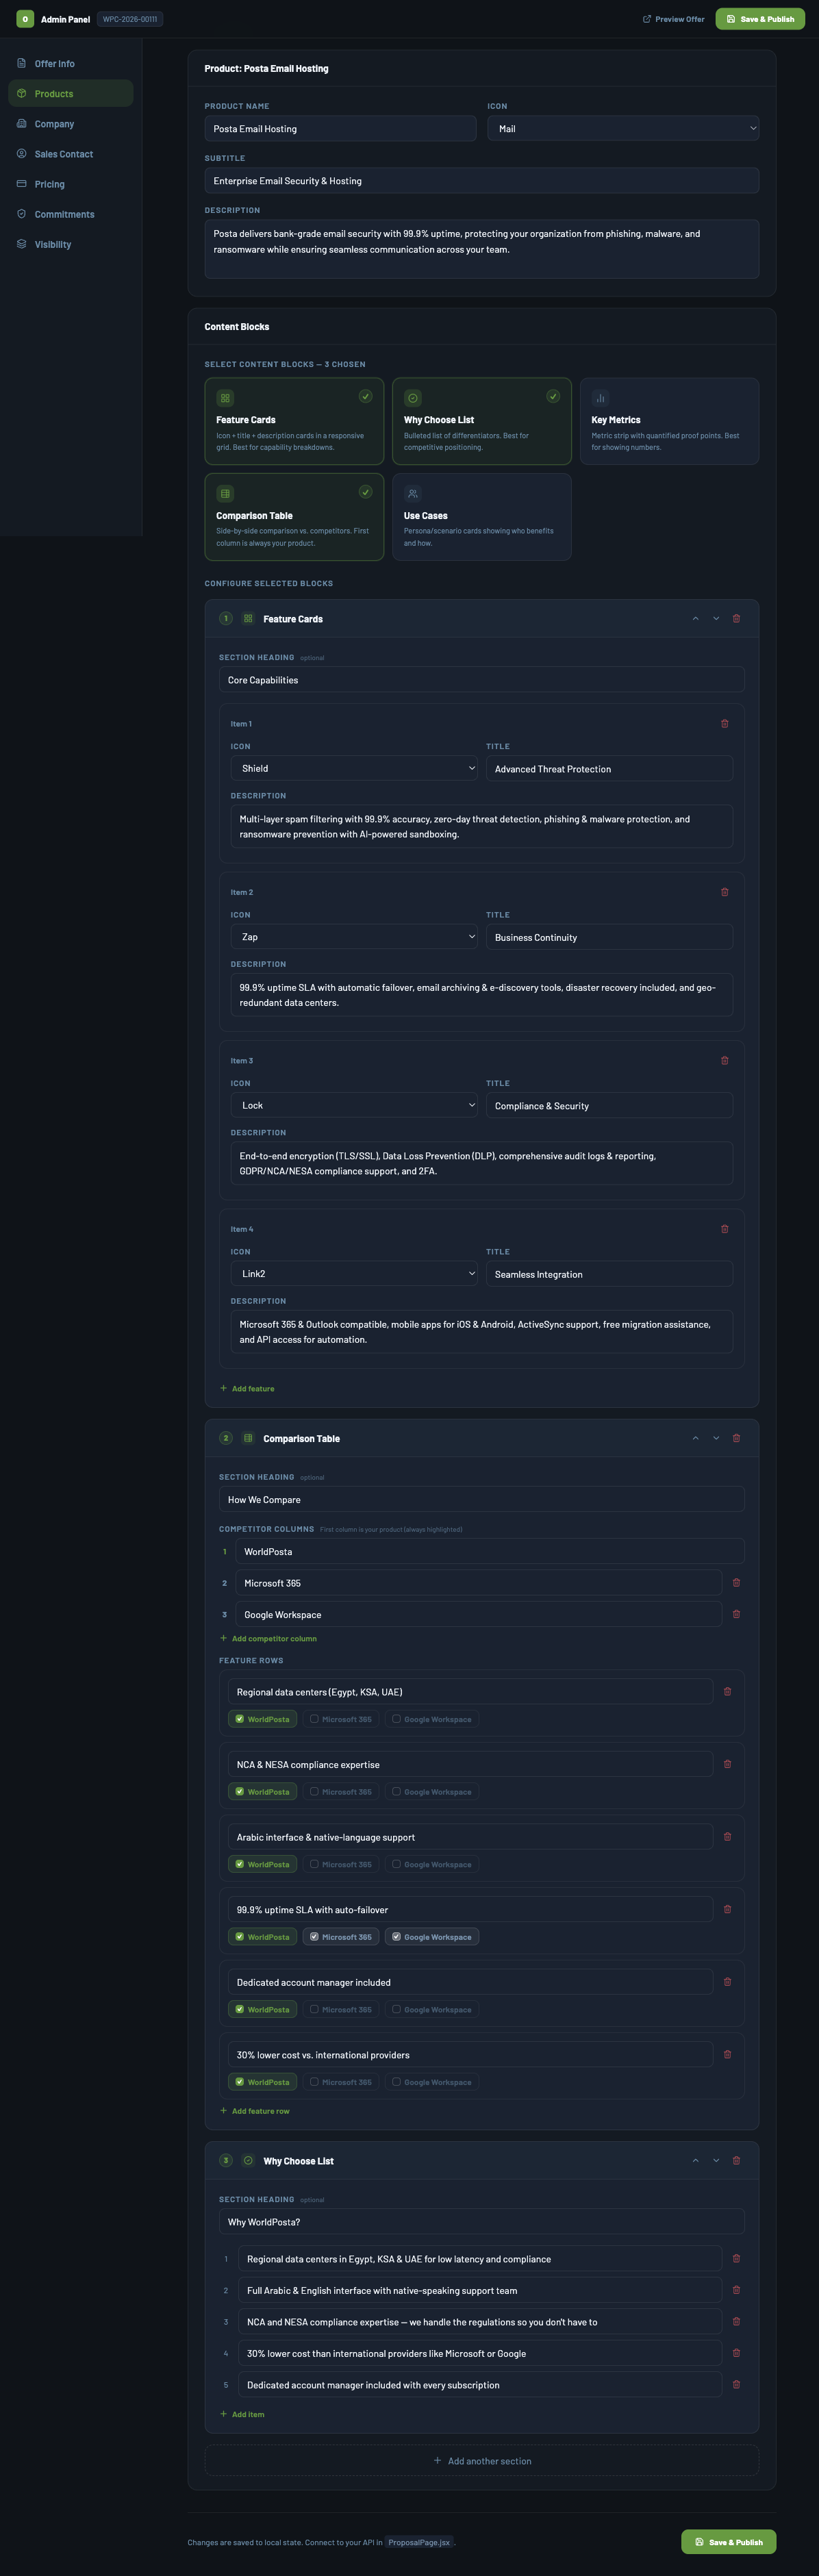 O Admin Panel WPC-2026-00111
Preview Offer
Save & Publish
Offer Info
Products
Company
Sales Contact
Pricing
Commitments
Visibility
Product: Posta Email Hosting
PRODUCT NAME
ICON
Posta Email Hosting
Mail
SUBTITLE
Enterprise Email Security & Hosting
DESCRIPTION
Posta delivers bank-grade email security with 99.9% uptime, protecting your organization from phishing, malware, and
ransomware while ensuring seamless communication across your team.
Content Blocks
SELECT CONTENT BLOCKS — 3 CHOSEN
Feature Cards
Icon + title + description cards in a responsive
grid. Best for capability breakdowns.
Why Choose List
Bulleted list of differentiators. Best for
competitive positioning.
Key Metrics
Metric strip with quantified proof points. Best
for showing numbers.
Comparison Table
Side-by-side comparison vs. competitors. First
column is always your product.
Use Cases
Persona/scenario cards showing who benefits
and how.
CONFIGURE SELECTED BLOCKS
1 Feature Cards
SECTION HEADING optional
Core Capabilities
Item 1
ICON
TITLE
Shield
Advanced Threat Protection
DESCRIPTION
Multi-layer spam filtering with 99.9% accuracy, zero-day threat detection, phishing & malware protection, and
ransomware prevention with AI-powered sandboxing.
Item 2
ICON
TITLE
Zap
Business Continuity
DESCRIPTION
99.9% uptime SLA with automatic failover, email archiving & e-discovery tools, disaster recovery included, and geo-
redundant data centers.
Item 3
ICON
TITLE
Lock
Compliance & Security
DESCRIPTION
End-to-end encryption (TLS/SSL), Data Loss Prevention (DLP), comprehensive audit logs & reporting,
GDPR/NCA/NESA compliance support, and 2FA.
Item 4
ICON
TITLE
Link2
Seamless Integration
DESCRIPTION
Microsoft 365 & Outlook compatible, mobile apps for iOS & Android, ActiveSync support, free migration assistance,
and API access for automation.
+ Add feature
2 Comparison Table
SECTION HEADING optional
How We Compare
COMPETITOR COLUMNS First column is your product (always highlighted)
1 WorldPosta
2 Microsoft 365
3 Google Workspace
+ Add competitor column
FEATURE ROWS
Regional data centers (Egypt, KSA, UAE)
WorldPosta Microsoft 365 Google Workspace
NCA & NESA compliance expertise
WorldPosta Microsoft 365 Google Workspace
Arabic interface & native-language support
WorldPosta Microsoft 365 Google Workspace
99.9% uptime SLA with auto-failover
WorldPosta Microsoft 365 Google Workspace
Dedicated account manager included
WorldPosta Microsoft 365 Google Workspace
30% lower cost vs. international providers
WorldPosta Microsoft 365 Google Workspace
+ Add feature row
3 Why Choose List
SECTION HEADING optional
Why WorldPosta?
1 Regional data centers in Egypt, KSA & UAE for low latency and compliance
2 Full Arabic & English interface with native-speaking support team
3 NCA and NESA compliance expertise — we handle the regulations so you don't have to
4 30% lower cost than international providers like Microsoft or Google
5 Dedicated account manager included with every subscription
+ Add item
+ Add another section
Changes are saved to local state. Connect to your API in ProposalPage.jsx.
Save & Publish